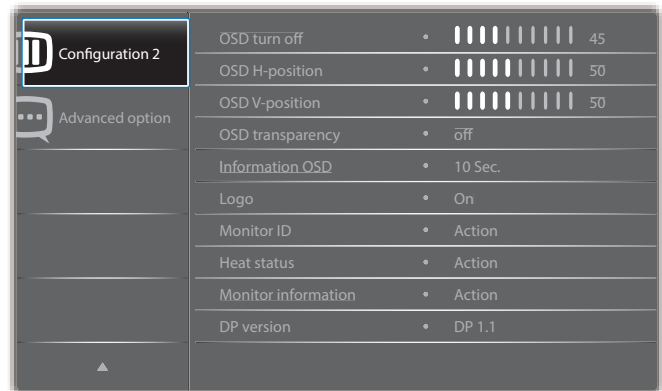 Configuration 2
Advanced option
OSD turn off • 45
OSD H-position • 50
OSD V-position • 50
OSD transparency • off
Information OSD • 10 Sec.
Logo • On
Monitor ID • Action
Heat status • Action
Monitor information • Action
DP version • DP 1.1